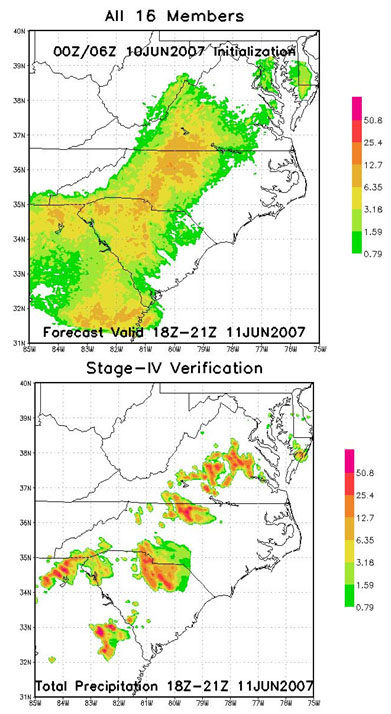 All 16 Members
40N
00Z/06Z 10JUN2007 Initialization
39N
38N
37N
36N
35N
34N
33N
32N
Forecast Valid 18Z-21Z 11JUN2007
31N
85W 84W 83W 82W 81W 80W 79W 78W 77W 76W 75W
50.8
25.4
12.7
6.35
3.18
1.59
0.79
Stage-IV Verification
40N
39N
38N
37N
36N
35N
34N
33N
32N
Total Precipitation 18Z-21Z 11JUN2007
31N
85W 84W 83W 82W 81W 80W 79W 78W 77W 76W 75W
50.8
25.4
12.7
6.35
3.18
1.59
0.79